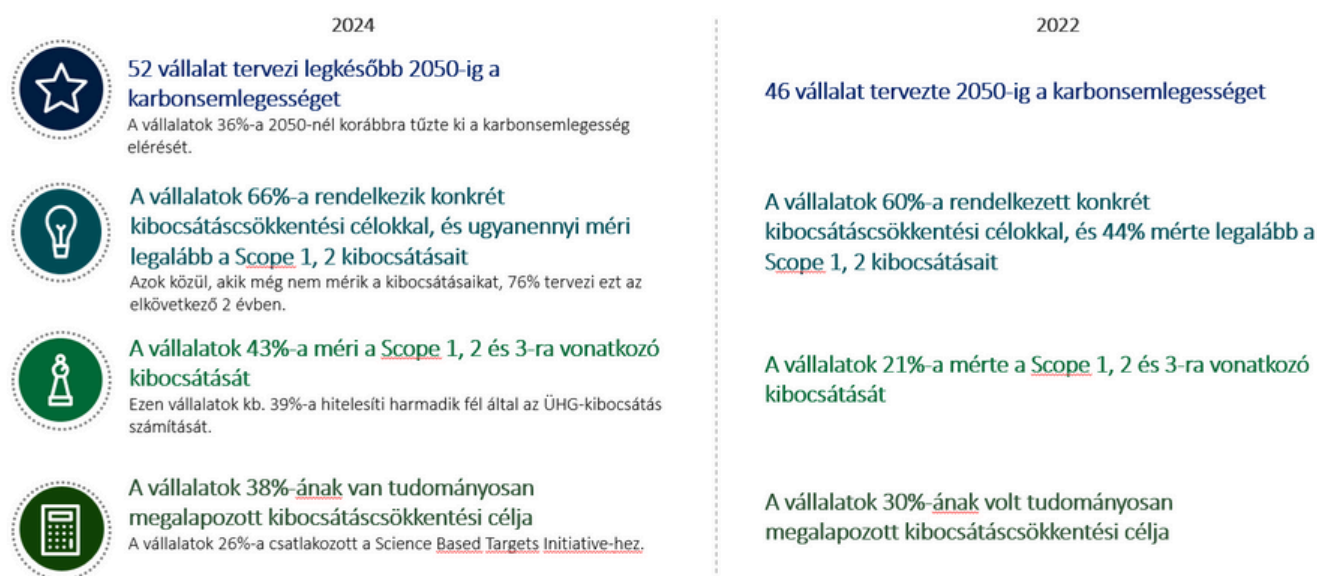 2024
52 vállalat tervezi legkésőbb 2050-ig a
karbonsemlegességet
A vállalatok 36%-a 2050-nél korábbra tűzte ki a karbonsemlegesség
elérését.
A vállalatok 66%-a rendelkezik konkrét
kibocsátáscsökkentési célokkal, és ugyanennyi méri
legalább a Scope 1, 2 kibocsátásait
Azok közül, akik még nem mérik a kibocsátásaikat, 76% tervezi ezt az
elkövetkező 2 évben.
A vállalatok 43%-a méri a Scope 1, 2 és 3-ra vonatkozó
kibocsátását
Ezen vállalatok kb. 39%-a hitelesíti harmadik fél által az ÜHG-kibocsátás
számítását.
A vállalatok 38%-ának van tudományosan
megalapozott kibocsátáscsökkentési célja
A vállalatok 26%-a csatlakozott a Science Based Targets Initiative-hez.
2022
46 vállalat tervezte 2050-ig a karbonsemlegességet
A vállalatok 60%-a rendelkezett konkrét
kibocsátáscsökkentési célokkal, és 44% mérte legalább a
Scope 1, 2 kibocsátásait
A vállalatok 21%-a mérte a Scope 1, 2 és 3-ra vonatkozó
kibocsátását
A vállalatok 30%-ának volt tudományosan
megalapozott kibocsátáscsökkentési célja